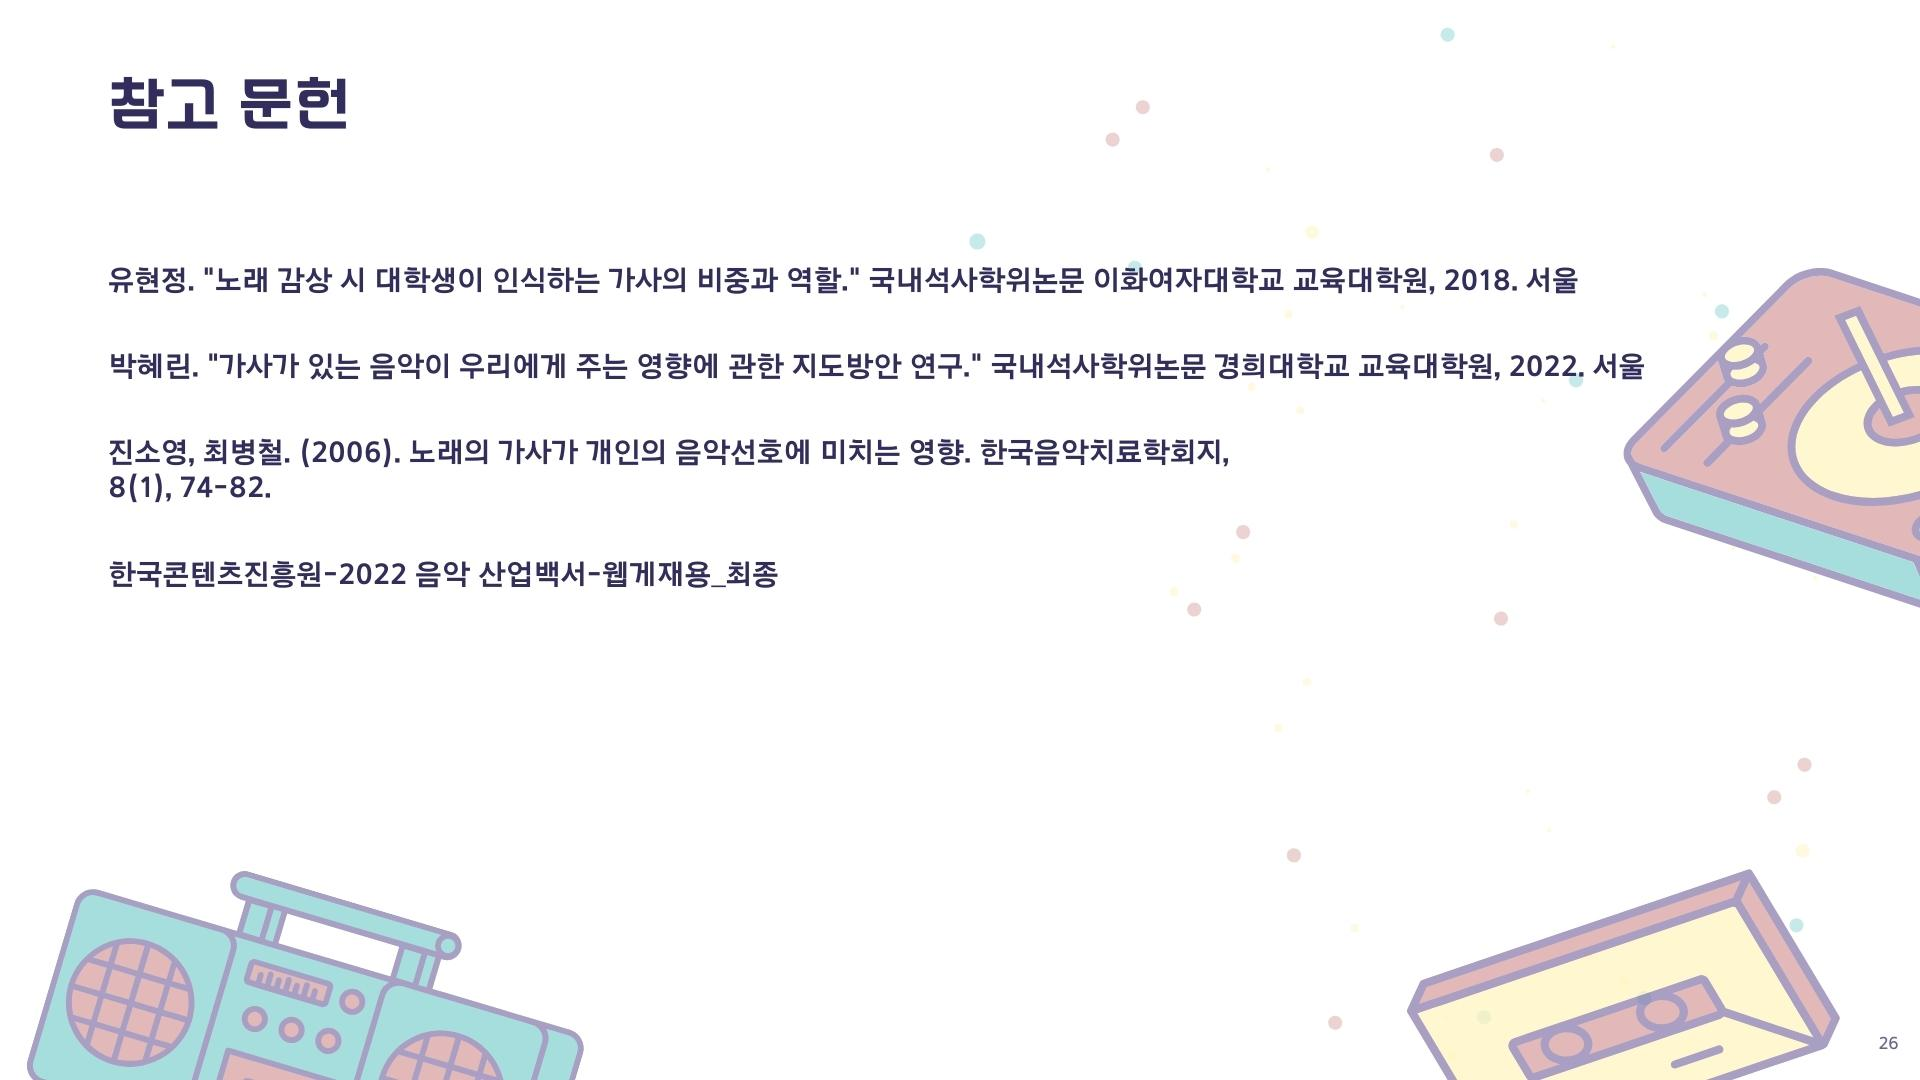 참고 문헌
유현정. "노래 감상 시 대학생이 인식하는 가사의 비중과 역할." 국내석사학위논문 이화여자대학교 교육대학원, 2018. 서울
박혜린. "가사가 있는 음악이 우리에게 주는 영향에 관한 지도방안 연구." 국내석사학위논문 경희대학교 교육대학원, 2022. 서울
진소영, 최병철. (2006). 노래의 가사가 개인의 음악선호에 미치는 영향. 한국음악치료학회지,
8(1), 74-82.
한국콘텐츠진흥원-2022 음악 산업백서-웹게재용_최종
26